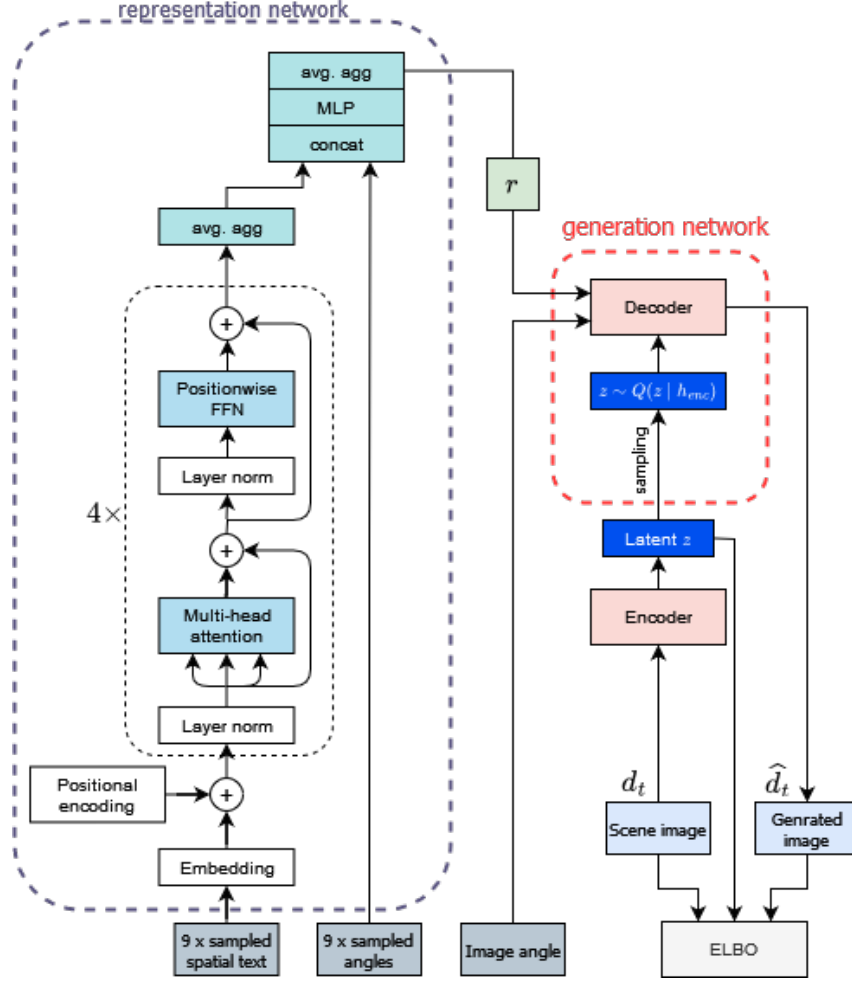 representation network
avg. agg
MLP
concat
avg. agg
r
generation network
Decoder
z ∼ Q(z | h_enc)
sampling
Latent z
Encoder
+
Positionwise
FFN
Layer norm
4×
+
Multi-head
attention
Layer norm
Positional
encoding
+
Embedding
9 x sampled
spatial text
9 x sampled
angles
Image angle
d_t
Scene image
\widehat{d}_t
Genrated
image
ELBO